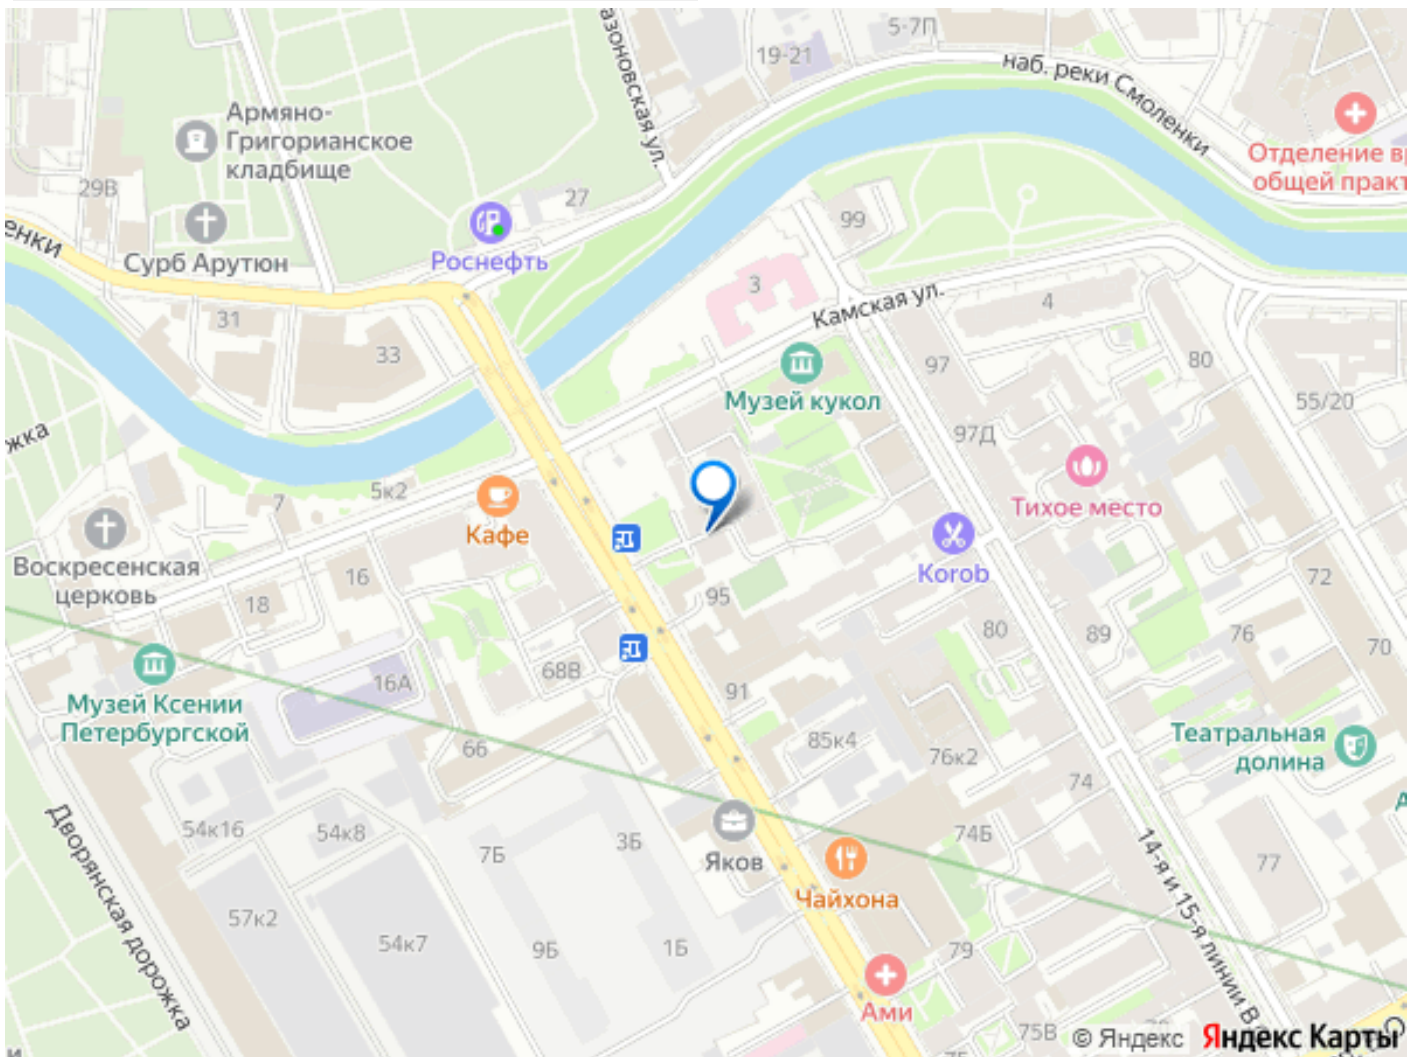 5-7П
19-21
азоновская ул.
наб. реки Смоленки
Армяно-
Григорианское
кладбище
Отделение вр
общей практ
29В
27
99
енки
Сурб Арутюн
Роснефть
3
Камская ул.
4
31
33
97
80
Музей кукол
55/20
97Д
жка
5к2
7
Кафе
Тихое место
Воскресенская
церковь
Korob
16
18
95
72
80
89
76
70
68В
16А
91
Музей Ксении
Петербургской
66
85к4
76к2
Театральная
долина
74
54к16
54к8
3Б
7Б
Яков
74Б
14-я и 15-я линии В
77
Дворянская дорожка
Чайхона
57к2
54к7
9Б
1Б
79
Ами
75В
© Яндекс
Яндекс Карты